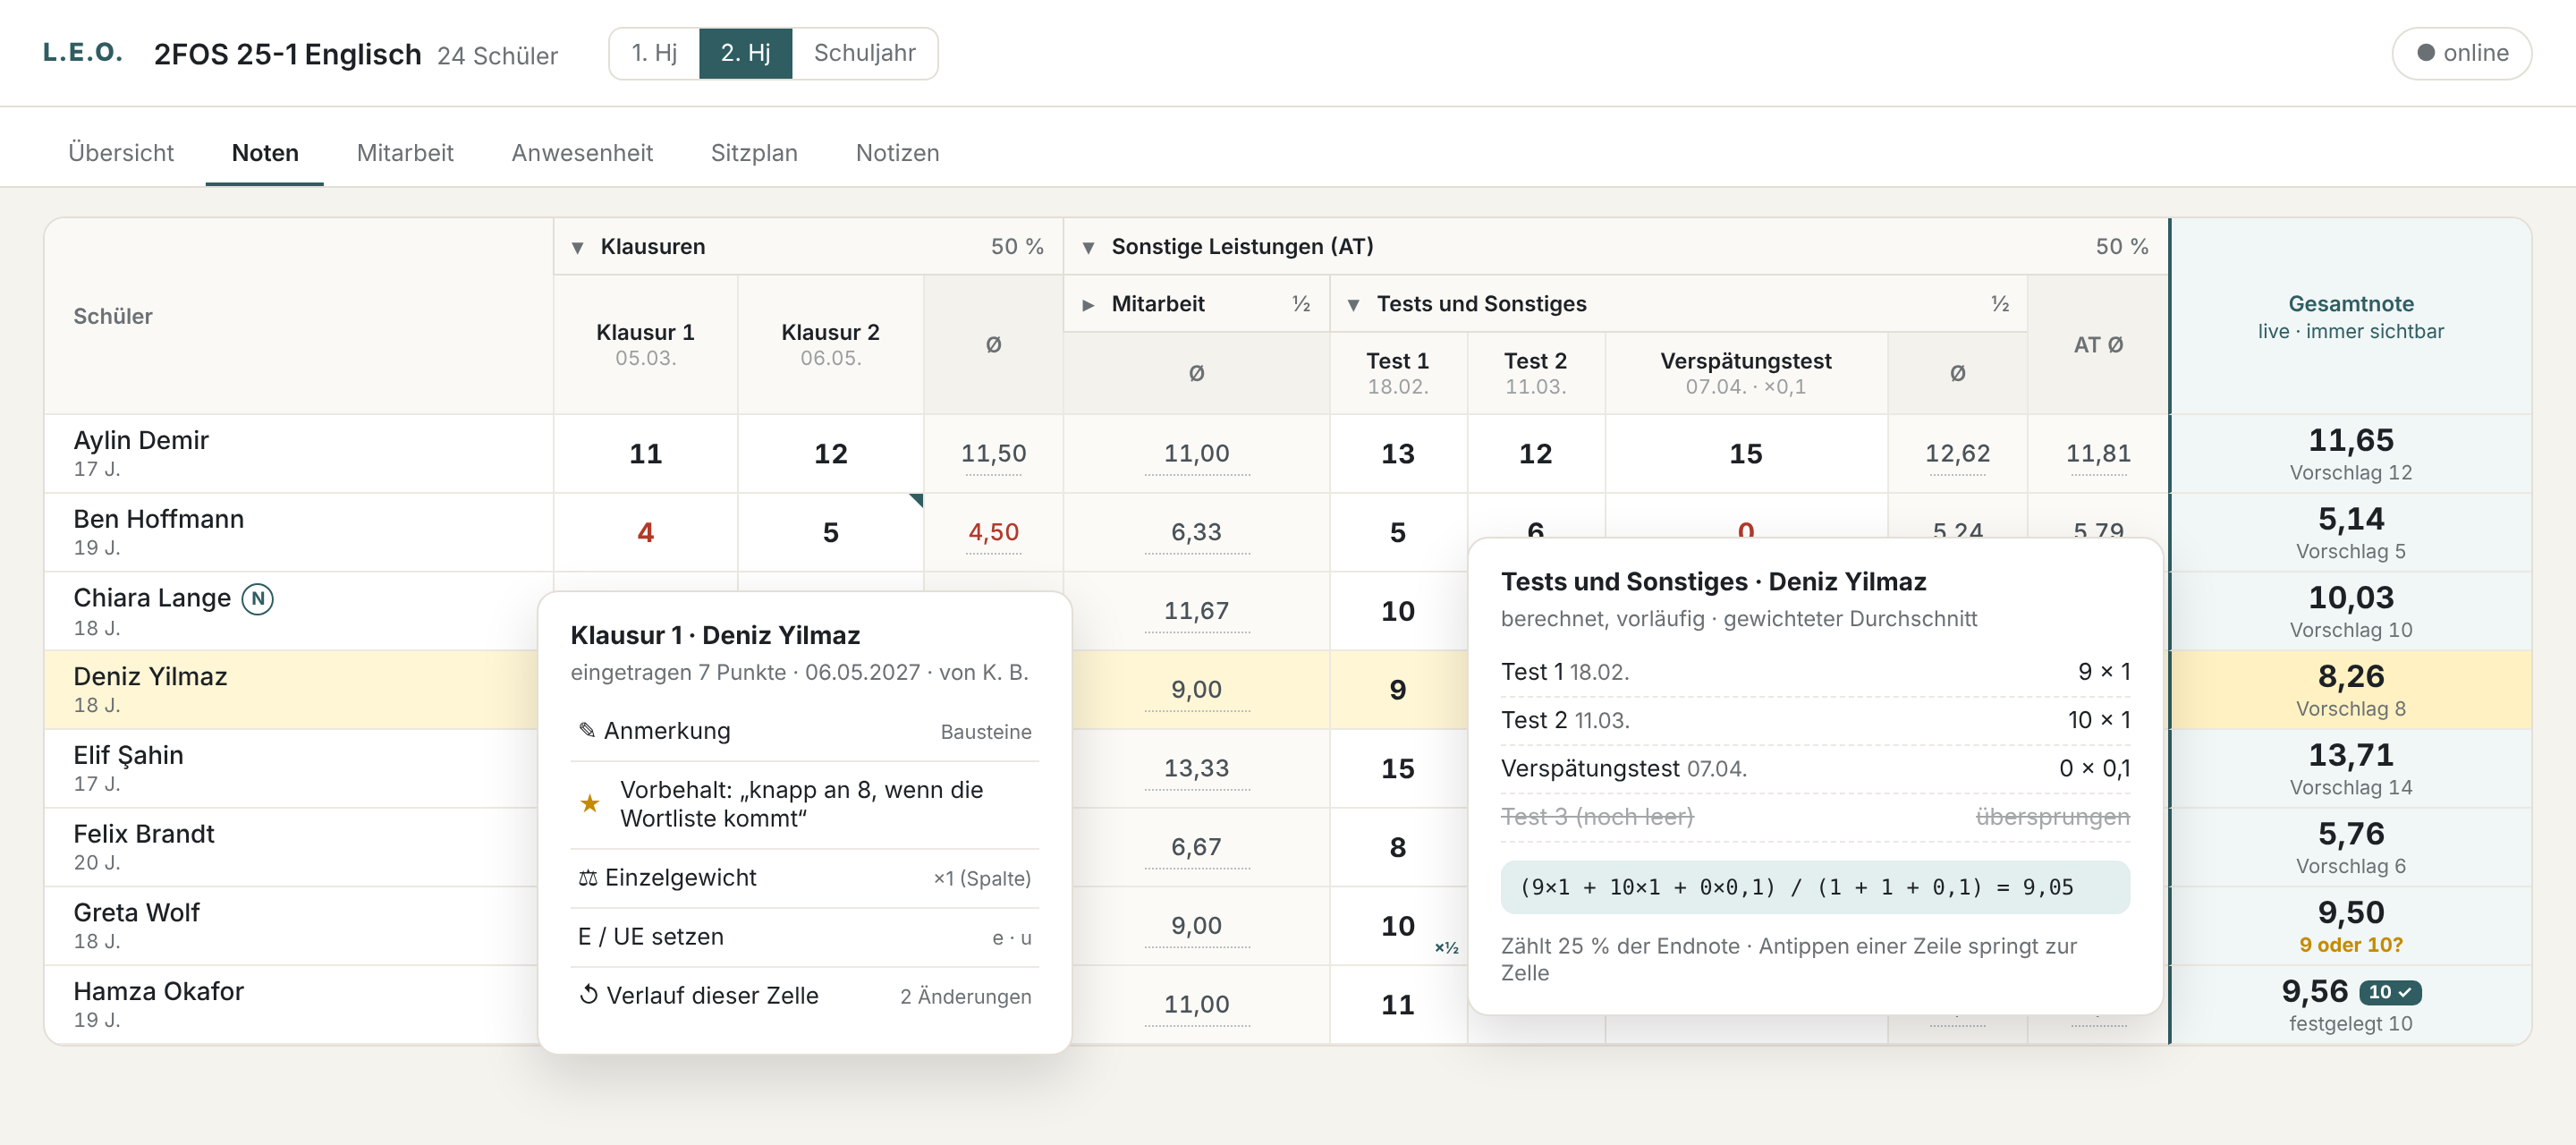 L.E.O. 2FOS 25-1 Englisch 24 Schüler 1. Hj 2. Hj Schuljahr ● online
Übersicht Noten Mitarbeit Anwesenheit Sitzplan Notizen
Schüler
▼ Klausuren 50 %
▼ Sonstige Leistungen (AT) 50 %
Klausur 1
05.03.
Klausur 2
06.05.
Ø
▶ Mitarbeit ½
Ø
▼ Tests und Sonstiges ½
Test 1
18.02.
Test 2
11.03.
Verspätungstest
07.04. · ×0,1
Ø
AT Ø
Gesamtnote
live · immer sichtbar
Aylin Demir
17 J.
11 12 11,50 11,00 13 12 15 12,62 11,81
11,65
Vorschlag 12
Ben Hoffmann
19 J.
4 5 4,50 6,33 5 6 0 5,24 5,79
5,14
Vorschlag 5
Chiara Lange N
18 J.
11,67 10
10,03
Vorschlag 10
Deniz Yilmaz
18 J.
9,00 9
8,26
Vorschlag 8
Elif Şahin
17 J.
13,33 15
13,71
Vorschlag 14
Felix Brandt
20 J.
6,67 8
5,76
Vorschlag 6
Greta Wolf
18 J.
9,00 10 ×½
9,50
9 oder 10?
Hamza Okafor
19 J.
11,00 11
9,56 10 ✓
festgelegt 10
Klausur 1 · Deniz Yilmaz
eingetragen 7 Punkte · 06.05.2027 · von K. B.
✎ Anmerkung Bausteine
★ Vorbehalt: „knapp an 8, wenn die
Wortliste kommt“
⚖ Einzelgewicht ×1 (Spalte)
E / UE setzen e · u
↺ Verlauf dieser Zelle 2 Änderungen
Tests und Sonstiges · Deniz Yilmaz
berechnet, vorläufig · gewichteter Durchschnitt
Test 1 18.02. 9 × 1
Test 2 11.03. 10 × 1
Verspätungstest 07.04. 0 × 0,1
Test 3 (noch leer) übersprungen
(9×1 + 10×1 + 0×0,1) / (1 + 1 + 0,1) = 9,05
Zählt 25 % der Endnote · Antippen einer Zeile springt zur
Zelle